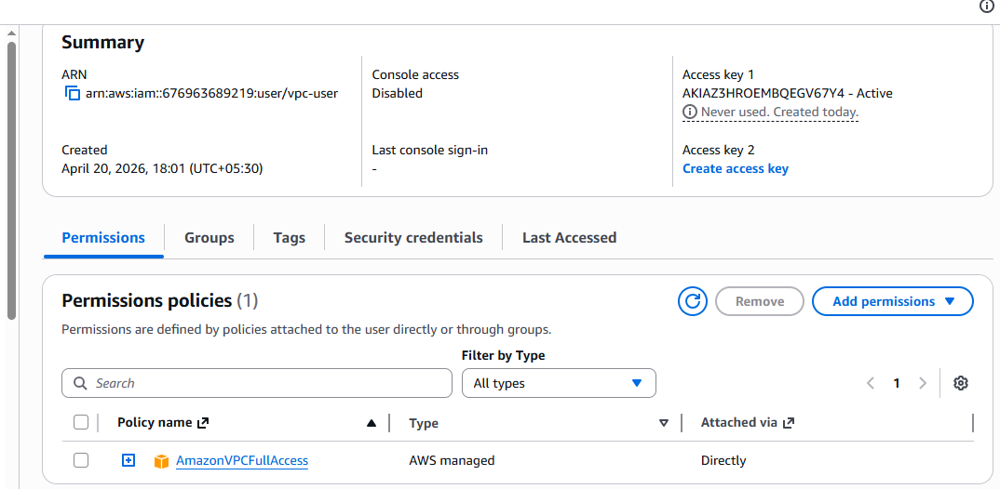 Summary
ARN
arn:aws:iam::676963689219:user/vpc-user
Console access
Disabled
Access key 1
AKIAZ3HROEMBQEGV67Y4 - Active
Never used. Created today.
Created
April 20, 2026, 18:01 (UTC+05:30)
Last console sign-in
-
Access key 2
Create access key
Permissions
Groups
Tags
Security credentials
Last Accessed
Permissions policies (1)
Remove
Add permissions
Permissions are defined by policies attached to the user directly or through groups.
Filter by Type
Search
All types
1
Policy name
Type
Attached via
AmazonVPCFullAccess
AWS managed
Directly